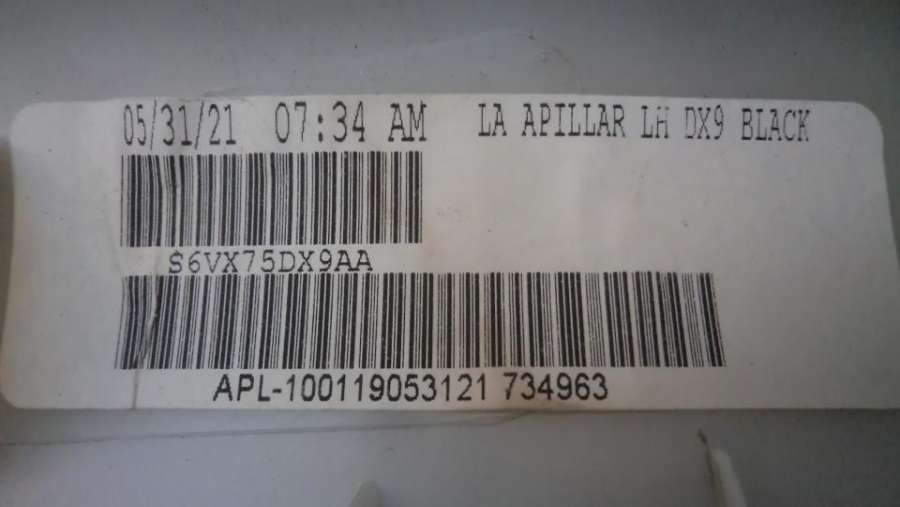 05/31/21 07:34 AM LA APILLAR LH DX9 BLACK
S6VX75DX9AA
APL-100119053121 734963